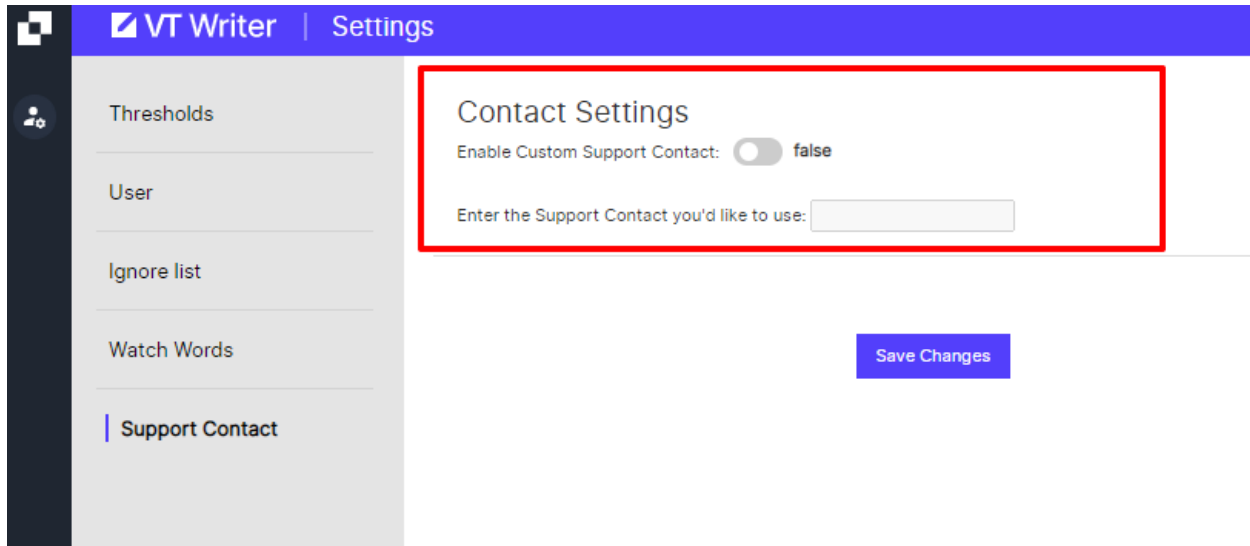 VT Writer | Settings
Thresholds
User
Ignore list
Watch Words
Support Contact
Contact Settings
Enable Custom Support Contact: false
Enter the Support Contact you'd like to use:
Save Changes